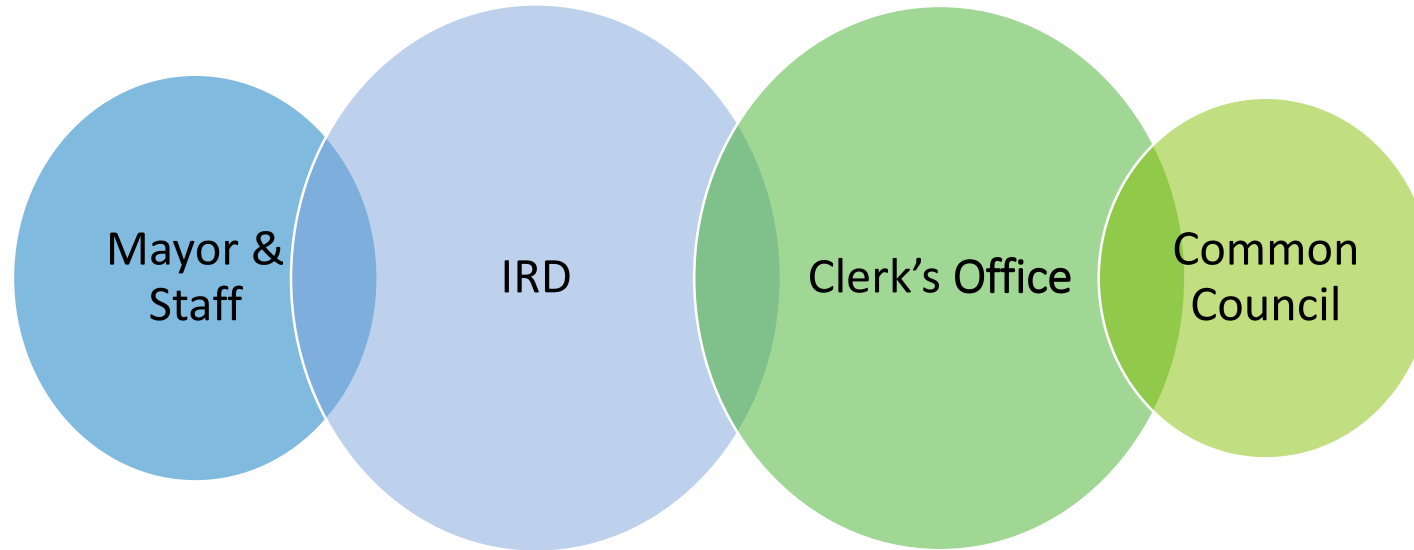 Mayor &
Staff
IRD
Clerk’s Office
Common
Council